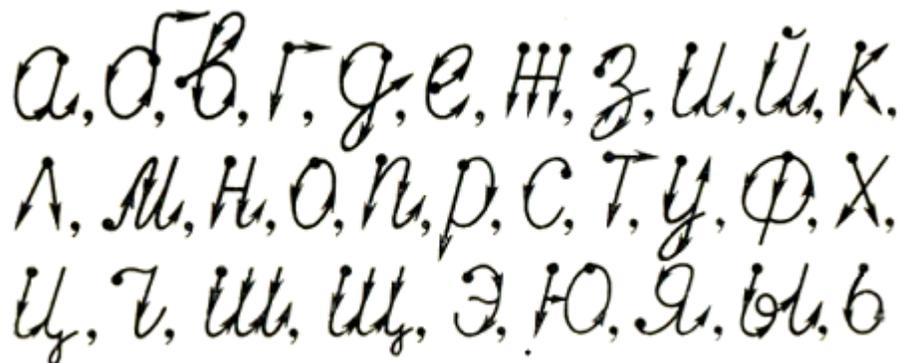 а, б, в, г, д, е, ж, з, и, й, к,
л, м, н, о, п, р, с, т, у, ф, х,
ц, ч, ш, щ, э, ю, я, ы, ь